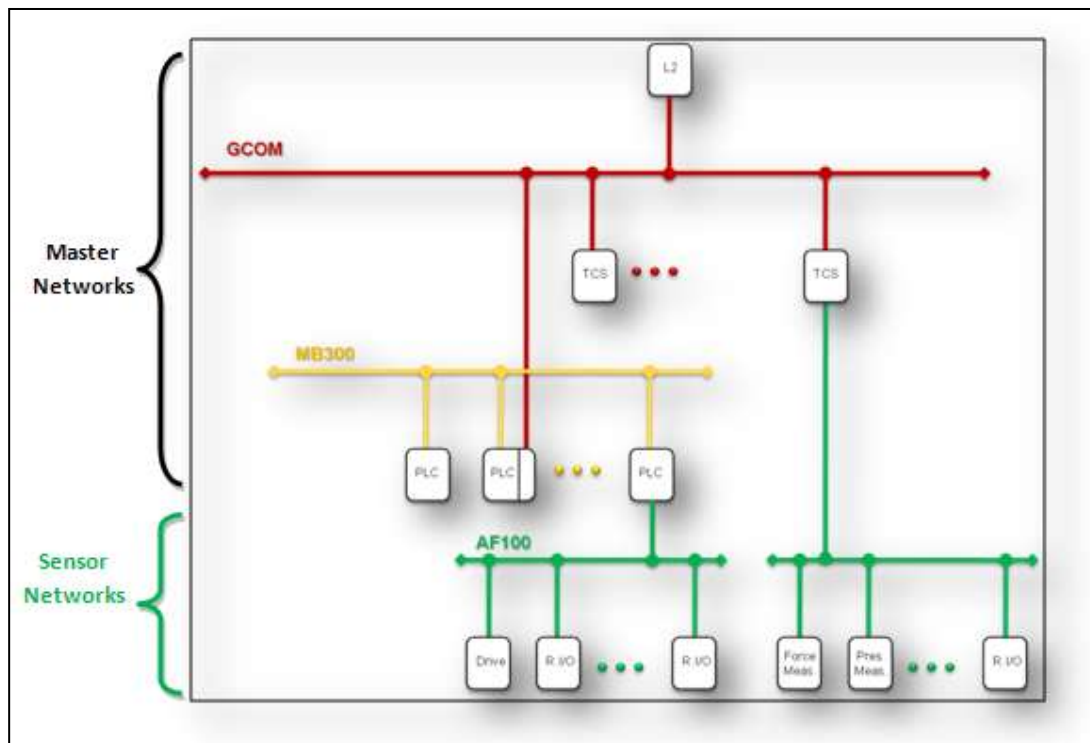 L2
GCOM
Master
Networks
TCS
TCS
MB300
PLC
PLC
PLC
AF100
Sensor
Networks
Drive
R I/O
R I/O
Force
Meas.
Pres.
Meas.
R I/O